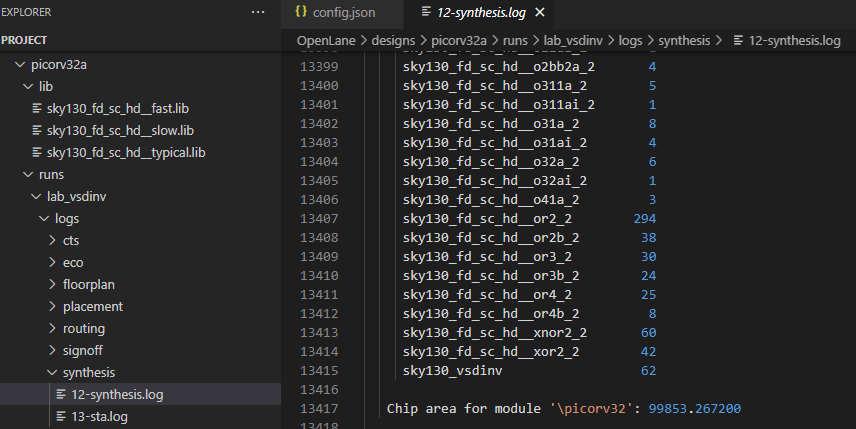 EXPLORER ...
PROJECT
picorv32a
lib
sky130_fd_sc_hd__fast.lib
sky130_fd_sc_hd__slow.lib
sky130_fd_sc_hd__typical.lib
runs
lab_vsdinv
logs
cts
eco
floorplan
placement
routing
signoff
synthesis
12-synthesis.log
13-sta.log
{} config.json
12-synthesis.log ×
OpenLane > designs > picorv32a > runs > lab_vsdinv > logs > synthesis > 12-synthesis.log
13399 sky130_fd_sc_hd__o2bb2a_2 4
13400 sky130_fd_sc_hd__o311a_2 5
13401 sky130_fd_sc_hd__o311ai_2 1
13402 sky130_fd_sc_hd__o31a_2 8
13403 sky130_fd_sc_hd__o31ai_2 4
13404 sky130_fd_sc_hd__o32a_2 6
13405 sky130_fd_sc_hd__o32ai_2 1
13406 sky130_fd_sc_hd__o41a_2 3
13407 sky130_fd_sc_hd__or2_2 294
13408 sky130_fd_sc_hd__or2b_2 38
13409 sky130_fd_sc_hd__or3_2 30
13410 sky130_fd_sc_hd__or3b_2 24
13411 sky130_fd_sc_hd__or4_2 25
13412 sky130_fd_sc_hd__or4b_2 8
13413 sky130_fd_sc_hd__xnor2_2 60
13414 sky130_fd_sc_hd__xor2_2 42
13415 sky130_vsdinv 62
13416
13417 Chip area for module '\picorv32': 99853.267200
13418